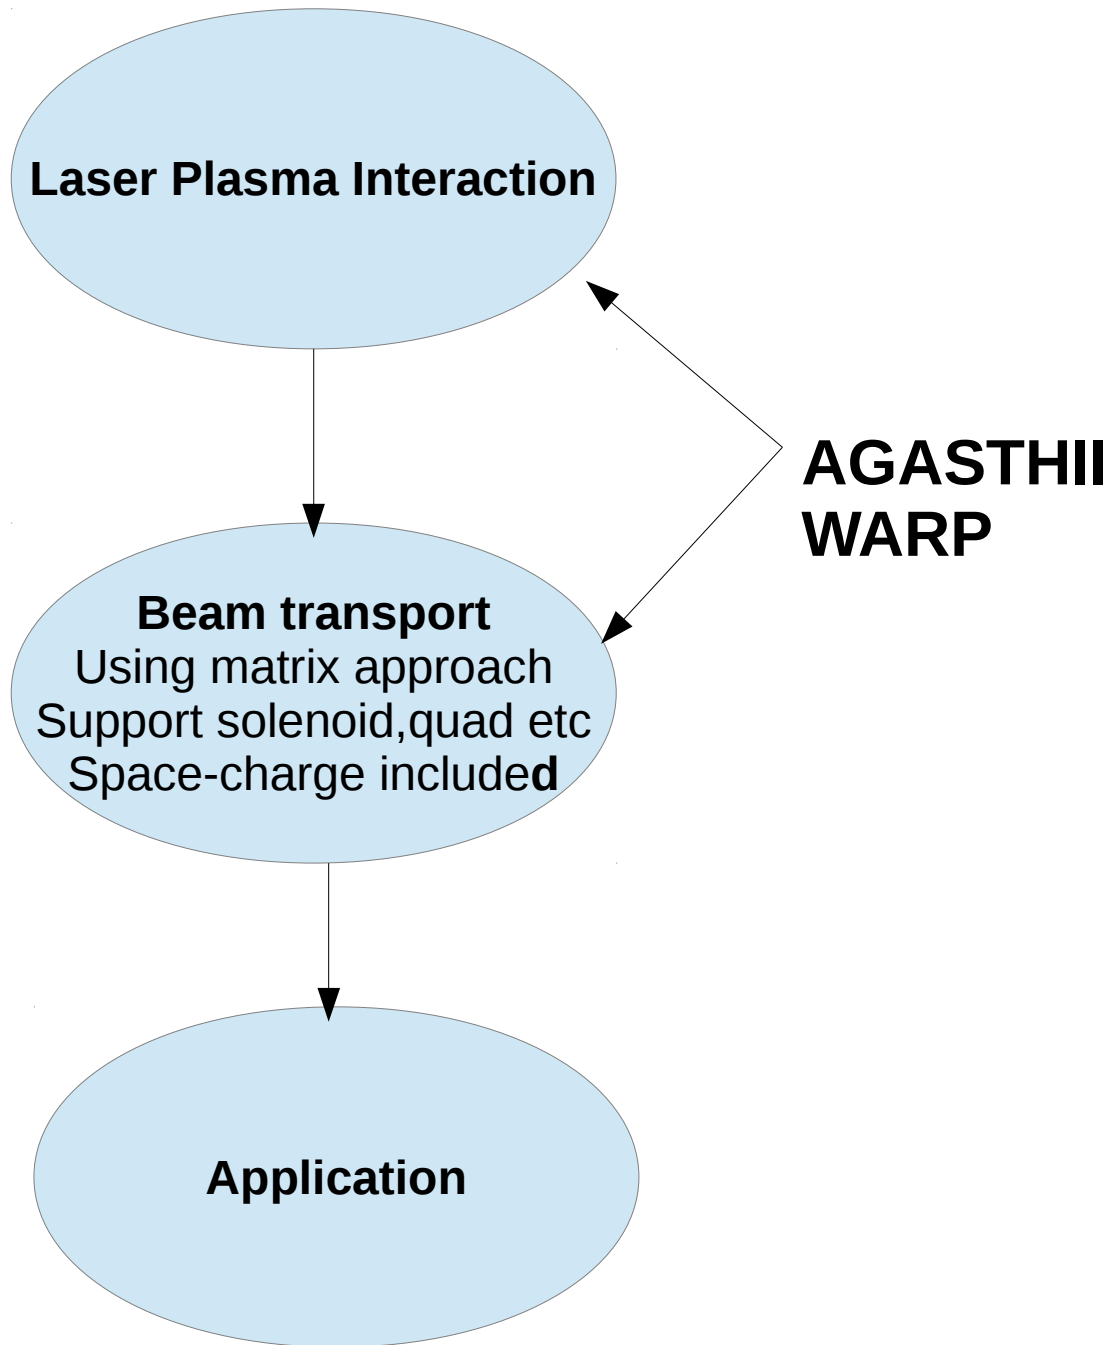 Laser Plasma Interaction
AGASTHII
WARP
Beam transport
Using matrix approach
Support solenoid,quad etc
Space-charge included
Application